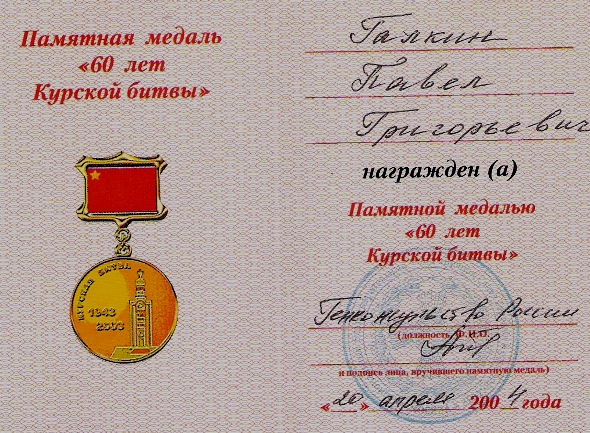 Памятная медаль
«60 лет
Курской битвы»
КУРСКАЯ БИТВА
1943
2003
Галкин
Павел
Григорьевич
награжден (а)
Памятной медалью
«60 лет
Курской битвы»
Генконсульство России
(должность, Ф.И.О.
и подпись лица, вручившего памятную медаль)
«20» апреля 2004 года